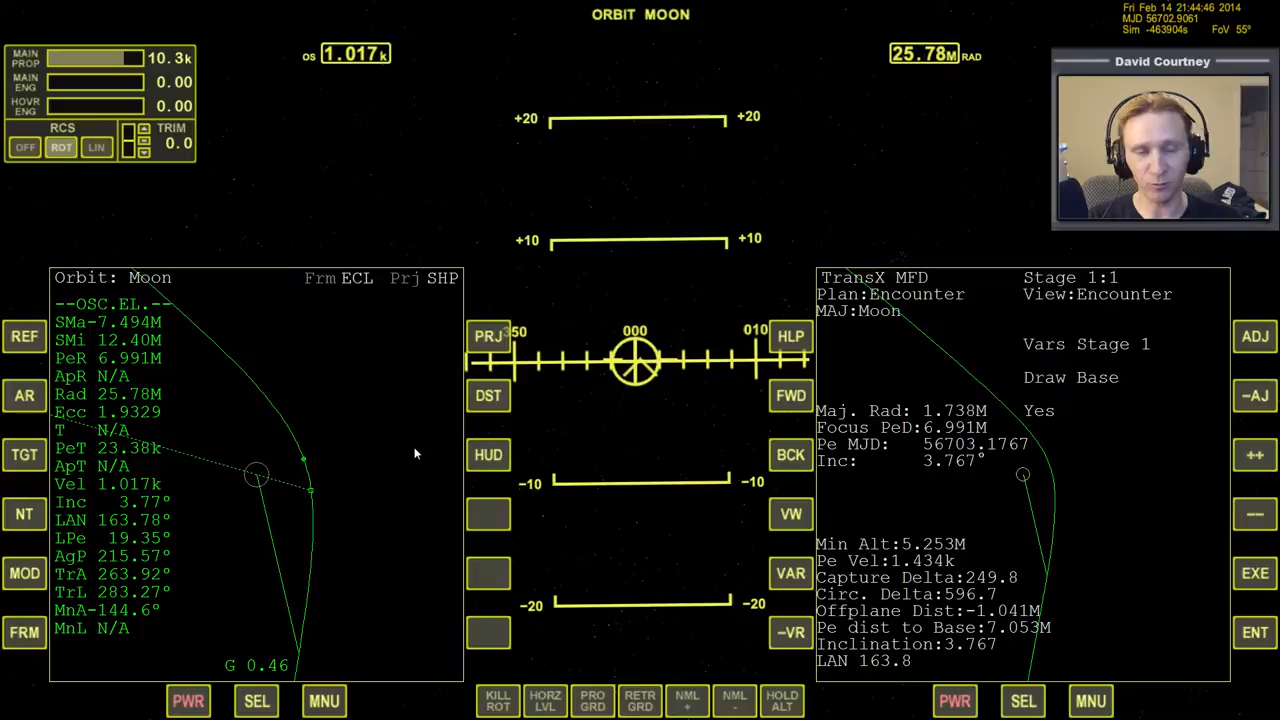 ORBIT MOON
Fri Feb 14 21:44:46 2014
MJD 56702.9061
Sim -463904s FoV 55°
MAIN PROP 10.3k
MAIN ENG 0.00
HOVR ENG 0.00
RCS
OFF ROT LIN
TRIM
0.0
OS 1.017k
25.78M RAD
David Courtney
+20 +20
+10 +10
350 000 010
-10 -10
-20 -20
Orbit: Moon Frm ECL Prj SHP
--OSC.EL.--
SMa-7.494M
SMi 12.40M
PeR 6.991M
ApR N/A
Rad 25.78M
Ecc 1.9329
T N/A
PeT 23.38k
ApT N/A
Vel 1.017k
Inc 3.77°
LAN 163.78°
LPe 19.35°
AgP 215.57°
TrA 263.92°
TrL 283.27°
MnA-144.6°
MnL N/A
G 0.46
REF
AR
TGT
NT
MOD
FRM
PRJ
DST
HUD
PWR SEL MNU
KILL ROT
HORZ LVL
PRO GRD
RETR GRD
NML +
NML -
HOLD ALT
HLP
FWD
BCK
VW
VAR
-VR
TransX MFD Stage 1:1
Plan:Encounter View:Encounter
MAJ:Moon
Vars Stage 1
Draw Base
Yes
Maj. Rad: 1.738M
Focus PeD:6.991M
Pe MJD: 56703.1767
Inc: 3.767°
Min Alt:5.253M
Pe Vel:1.434k
Capture Delta:249.8
Circ. Delta:596.7
Offplane Dist:-1.041M
Pe dist to Base:7.053M
Inclination:3.767
LAN 163.8
ADJ
-AJ
++
--
EXE
ENT
PWR SEL MNU